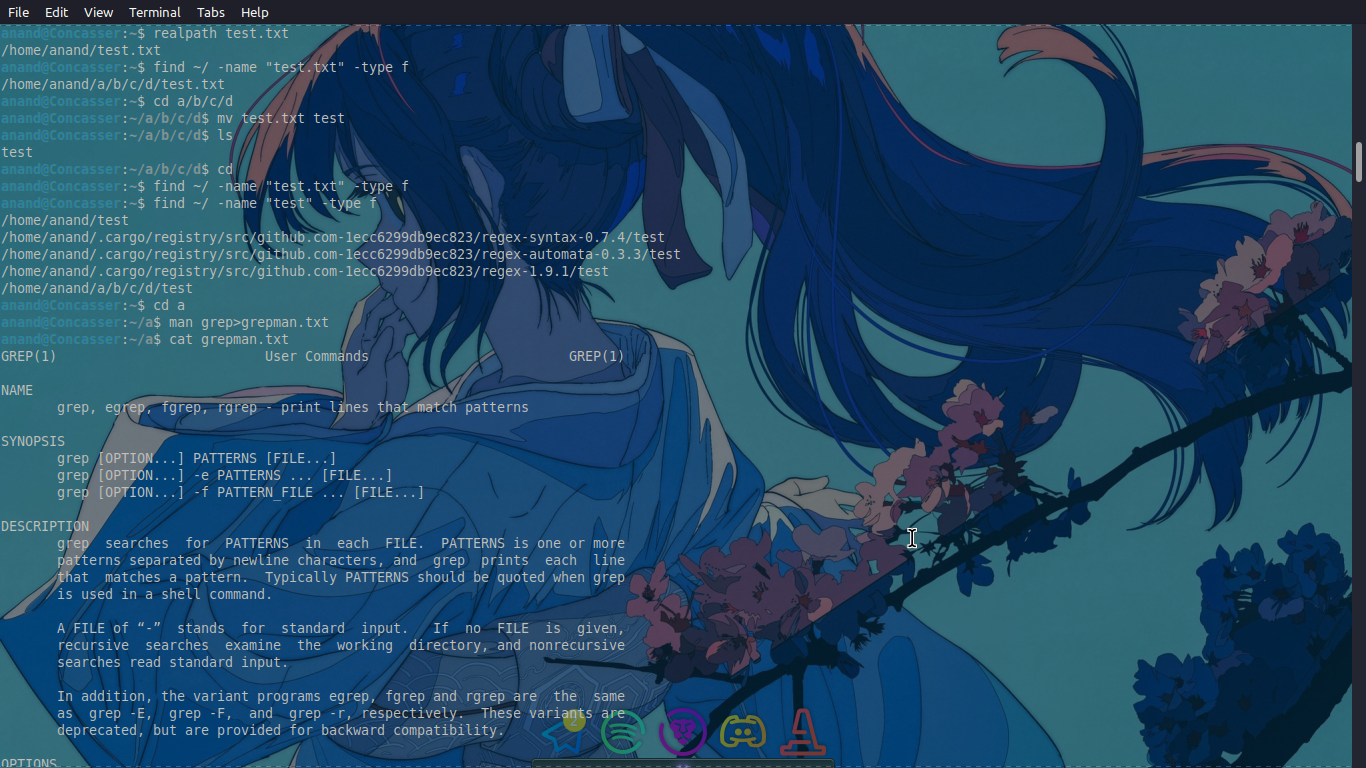 File Edit View Terminal Tabs Help
anand@Concasser:~$ realpath test.txt
/home/anand/test.txt
anand@Concasser:~$ find ~/ -name "test.txt" -type f
/home/anand/a/b/c/d/test.txt
anand@Concasser:~$ cd a/b/c/d
anand@Concasser:~/a/b/c/d$ mv test.txt test
anand@Concasser:~/a/b/c/d$ ls
test
anand@Concasser:~/a/b/c/d$ cd
anand@Concasser:~$ find ~/ -name "test.txt" -type f
anand@Concasser:~$ find ~/ -name "test" -type f
/home/anand/test
/home/anand/.cargo/registry/src/github.com-1ecc6299db9ec823/regex-syntax-0.7.4/test
/home/anand/.cargo/registry/src/github.com-1ecc6299db9ec823/regex-automata-0.3.3/test
/home/anand/.cargo/registry/src/github.com-1ecc6299db9ec823/regex-1.9.1/test
/home/anand/a/b/c/d/test
anand@Concasser:~$ cd a
anand@Concasser:~/a$ man grep>grepman.txt
anand@Concasser:~/a$ cat grepman.txt
GREP(1) User Commands GREP(1)
NAME
grep, egrep, fgrep, rgrep - print lines that match patterns
SYNOPSIS
grep [OPTION...] PATTERNS [FILE...]
grep [OPTION...] -e PATTERNS ... [FILE...]
grep [OPTION...] -f PATTERN_FILE ... [FILE...]
DESCRIPTION
grep searches for PATTERNS in each FILE. PATTERNS is one or more
patterns separated by newline characters, and grep prints each line
that matches a pattern. Typically PATTERNS should be quoted when grep
is used in a shell command.
A FILE of “-” stands for standard input. If no FILE is given,
recursive searches examine the working directory, and nonrecursive
searches read standard input.
In addition, the variant programs egrep, fgrep and rgrep are the same
as grep -E, grep -F, and grep -r, respectively. These variants are
deprecated, but are provided for backward compatibility.
OPTIONS